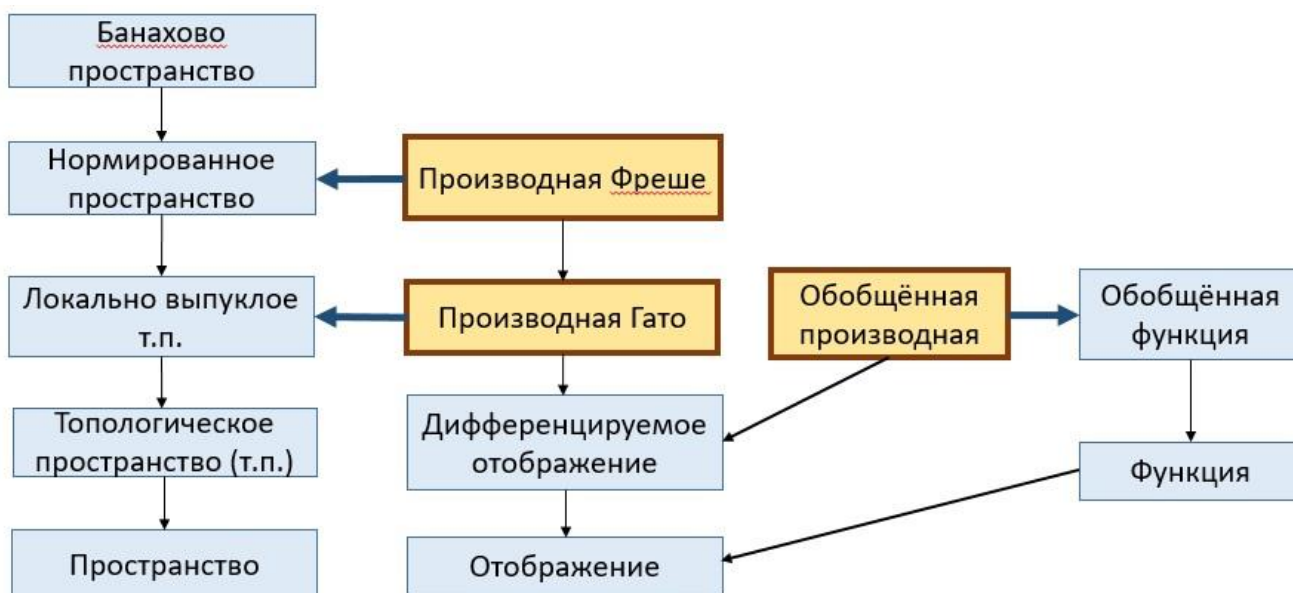 Банахово
пространство
Нормированное
пространство
Производная Фреше
Локально выпуклое
т.п.
Производная Гато
Обобщённая
производная
Обобщённая
функция
Топологическое
пространство (т.п.)
Дифференцируемое
отображение
Функция
Пространство
Отображение